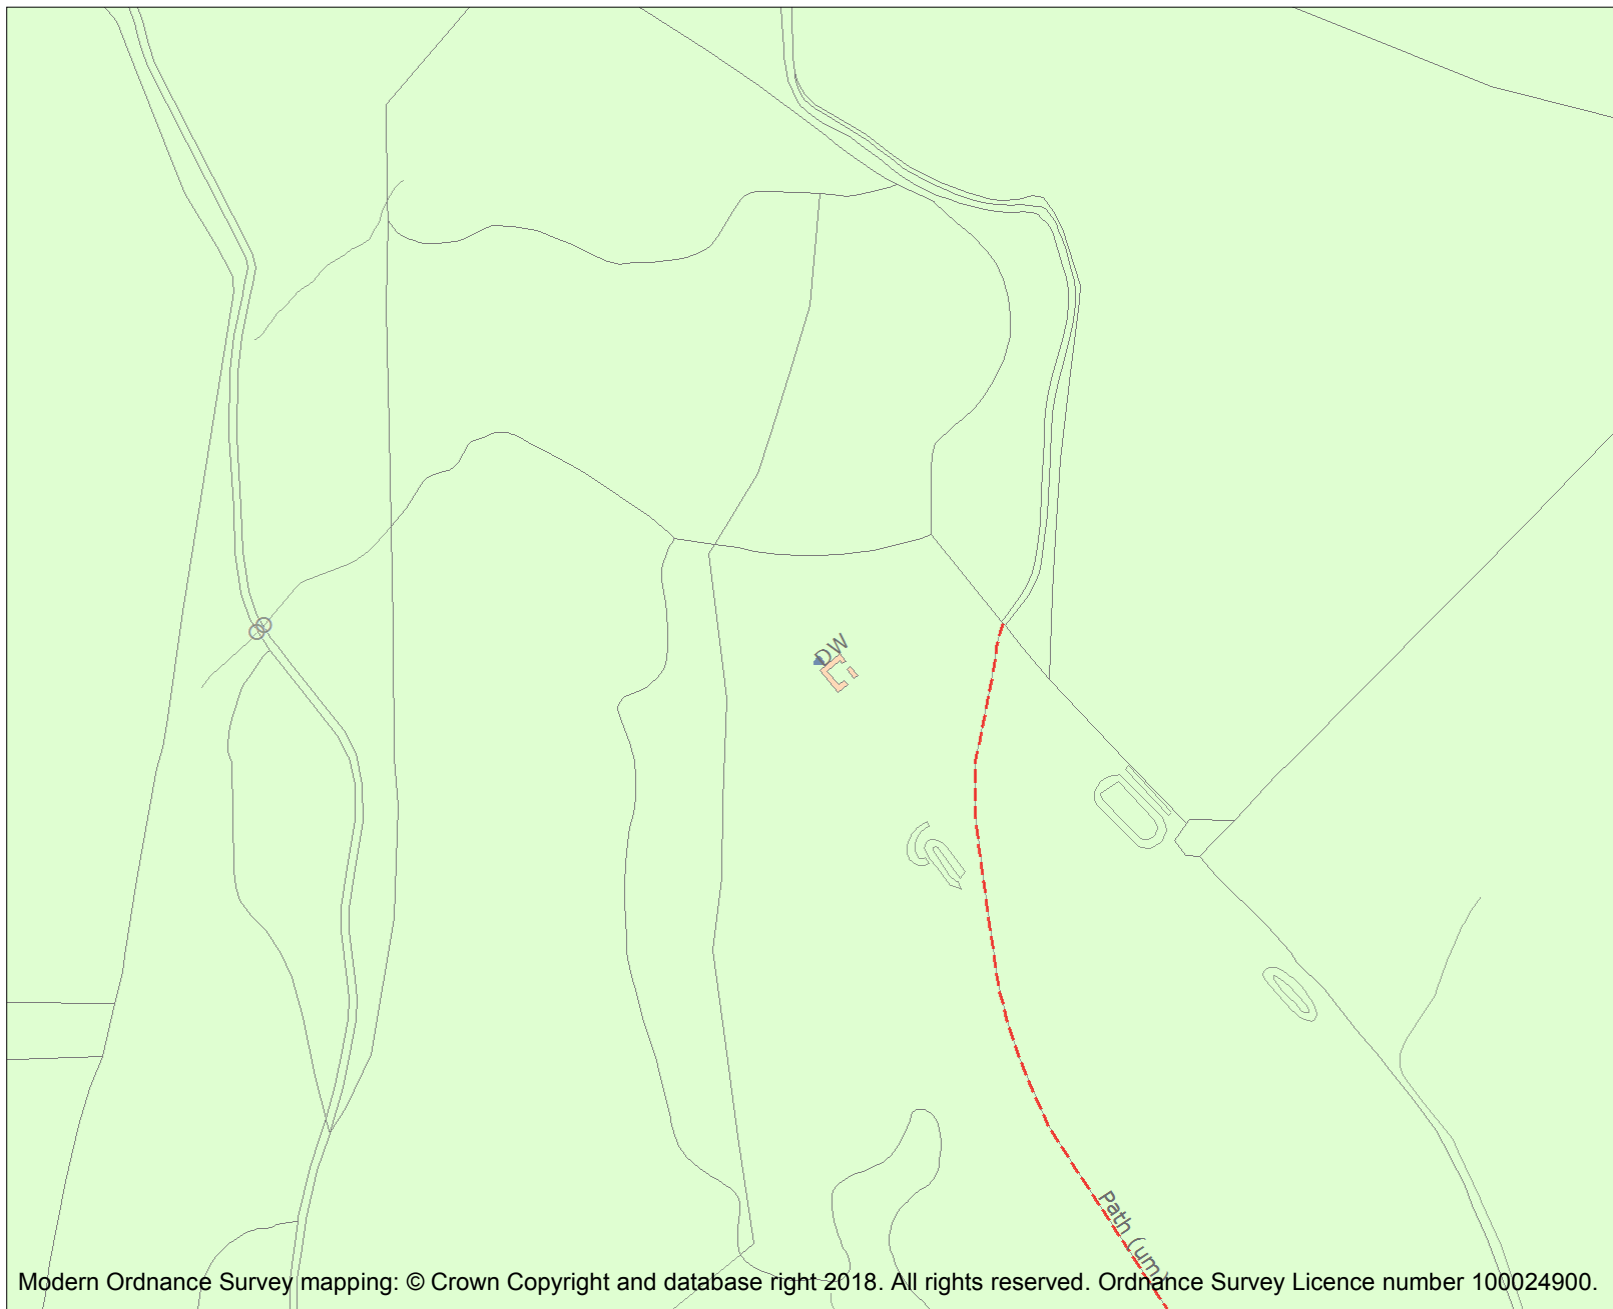 DW
Path (um)
Modern Ordnance Survey mapping: © Crown Copyright and database right 2018. All rights reserved. Ordnance Survey Licence number 100024900.